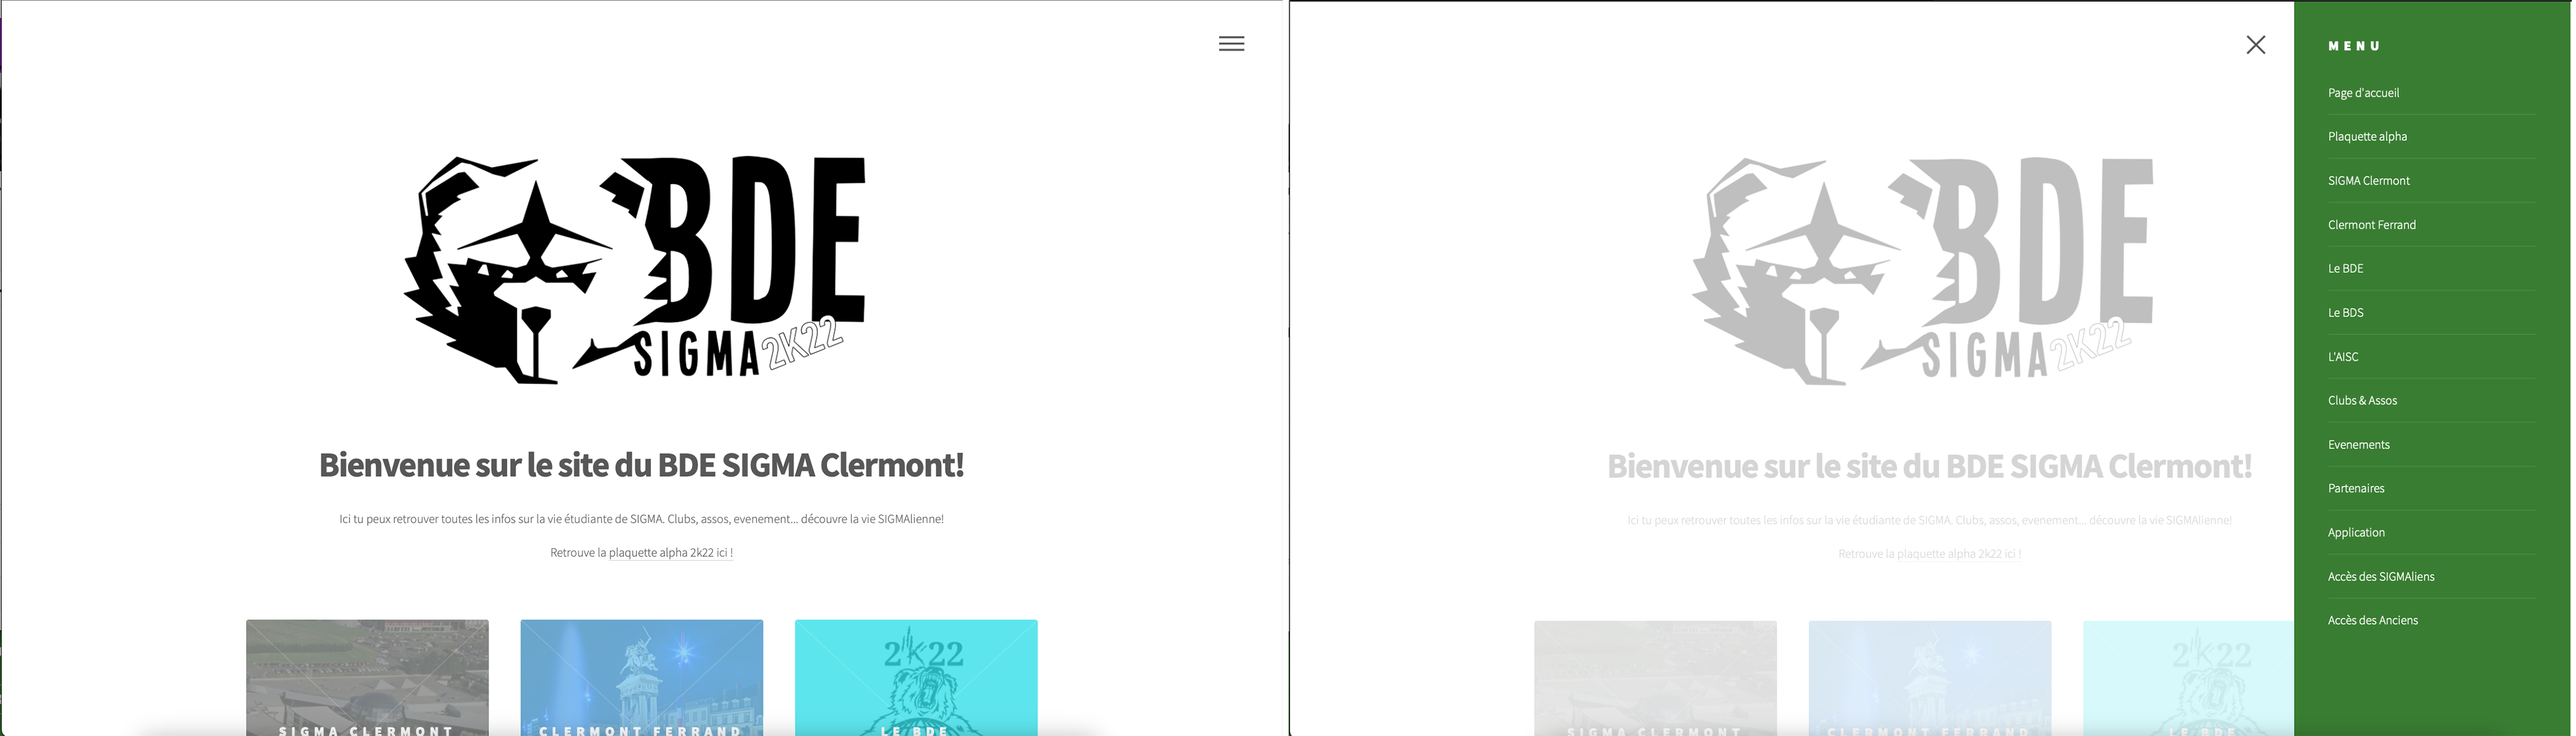 BDE
SIGMA 2K22
Bienvenue sur le site du BDE SIGMA Clermont!
Ici tu peux retrouver toutes les infos sur la vie étudiante de SIGMA. Clubs, assos, evenement... découvre la vie SIGMAlienne!
Retrouve la plaquette alpha 2k22 ici !
SIGMA CLERMONT
CLERMONT FERRAND
2k22
LE BDE
BDE
SIGMA 2K22
Bienvenue sur le site du BDE SIGMA Clermont!
Ici tu peux retrouver toutes les infos sur la vie étudiante de SIGMA. Clubs, assos, evenement... découvre la vie SIGMAlienne!
Retrouve la plaquette alpha 2k22 ici !
SIGMA CLERMONT
CLERMONT FERRAND
2k22
LE BDE
MENU
Page d'accueil
Plaquette alpha
SIGMA Clermont
Clermont Ferrand
Le BDE
Le BDS
L'AISC
Clubs & Assos
Evenements
Partenaires
Application
Accès des SIGMAliens
Accès des Anciens